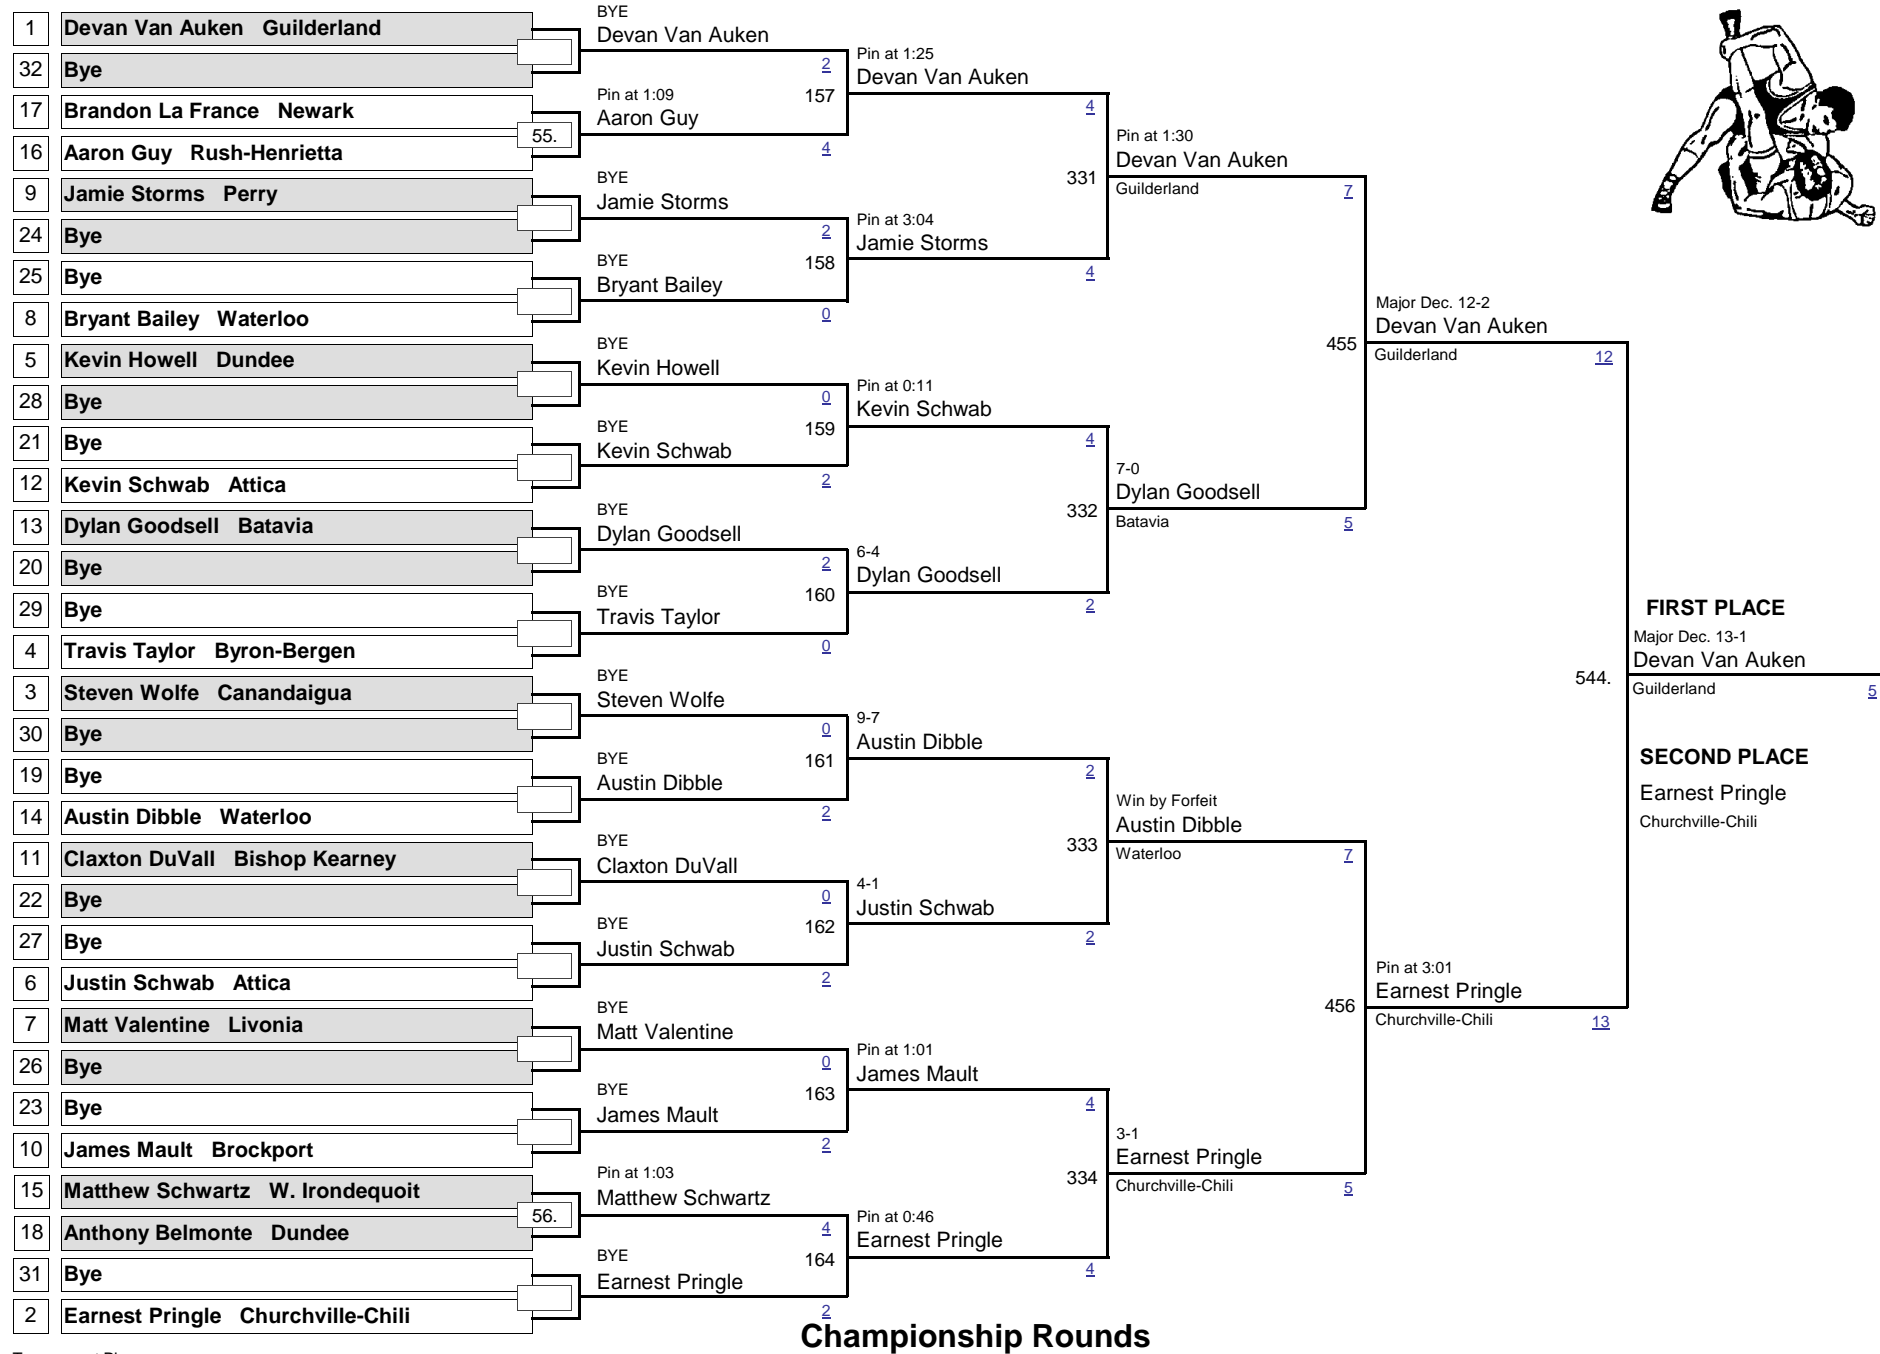 1 Devan Van Auken Guilderland
32 Bye
17 Brandon La France Newark
55.
16 Aaron Guy Rush-Henrietta
9 Jamie Storms Perry
24 Bye
25 Bye
8 Bryant Bailey Waterloo
5 Kevin Howell Dundee
28 Bye
21 Bye
12 Kevin Schwab Attica
13 Dylan Goodsell Batavia
20 Bye
29 Bye
4 Travis Taylor Byron-Bergen
3 Steven Wolfe Canandaigua
30 Bye
19 Bye
14 Austin Dibble Waterloo
11 Claxton DuVall Bishop Kearney
22 Bye
27 Bye
6 Justin Schwab Attica
7 Matt Valentine Livonia
26 Bye
23 Bye
10 James Mault Brockport
15 Matthew Schwartz W. Irondequoit
56.
18 Anthony Belmonte Dundee
31 Bye
2 Earnest Pringle Churchville-Chili
BYE
Devan Van Auken
2
157
Pin at 1:09
Aaron Guy
4
BYE
Jamie Storms
2
158
BYE
Bryant Bailey
0
BYE
Kevin Howell
0
159
BYE
Kevin Schwab
2
BYE
Dylan Goodsell
2
160
BYE
Travis Taylor
0
BYE
Steven Wolfe
0
161
BYE
Austin Dibble
2
BYE
Claxton DuVall
0
162
BYE
Justin Schwab
2
BYE
Matt Valentine
0
163
BYE
James Mault
2
Pin at 1:03
Matthew Schwartz
4
164
BYE
Earnest Pringle
2
Pin at 1:25
Devan Van Auken
4
331
Pin at 3:04
Jamie Storms
4
Pin at 0:11
Kevin Schwab
4
332
6-4
Dylan Goodsell
2
9-7
Austin Dibble
2
333
4-1
Justin Schwab
2
Pin at 1:01
James Mault
4
334
Pin at 0:46
Earnest Pringle
4
Pin at 1:30
Devan Van Auken
Guilderland 7
455
7-0
Dylan Goodsell
Batavia 5
Win by Forfeit
Austin Dibble
Waterloo 7
456
3-1
Earnest Pringle
Churchville-Chili 5
Major Dec. 12-2
Devan Van Auken
Guilderland 12
544.
Pin at 3:01
Earnest Pringle
Churchville-Chili 13
FIRST PLACE
Major Dec. 13-1
Devan Van Auken
Guilderland 5
SECOND PLACE
Earnest Pringle
Churchville-Chili
Championship Rounds